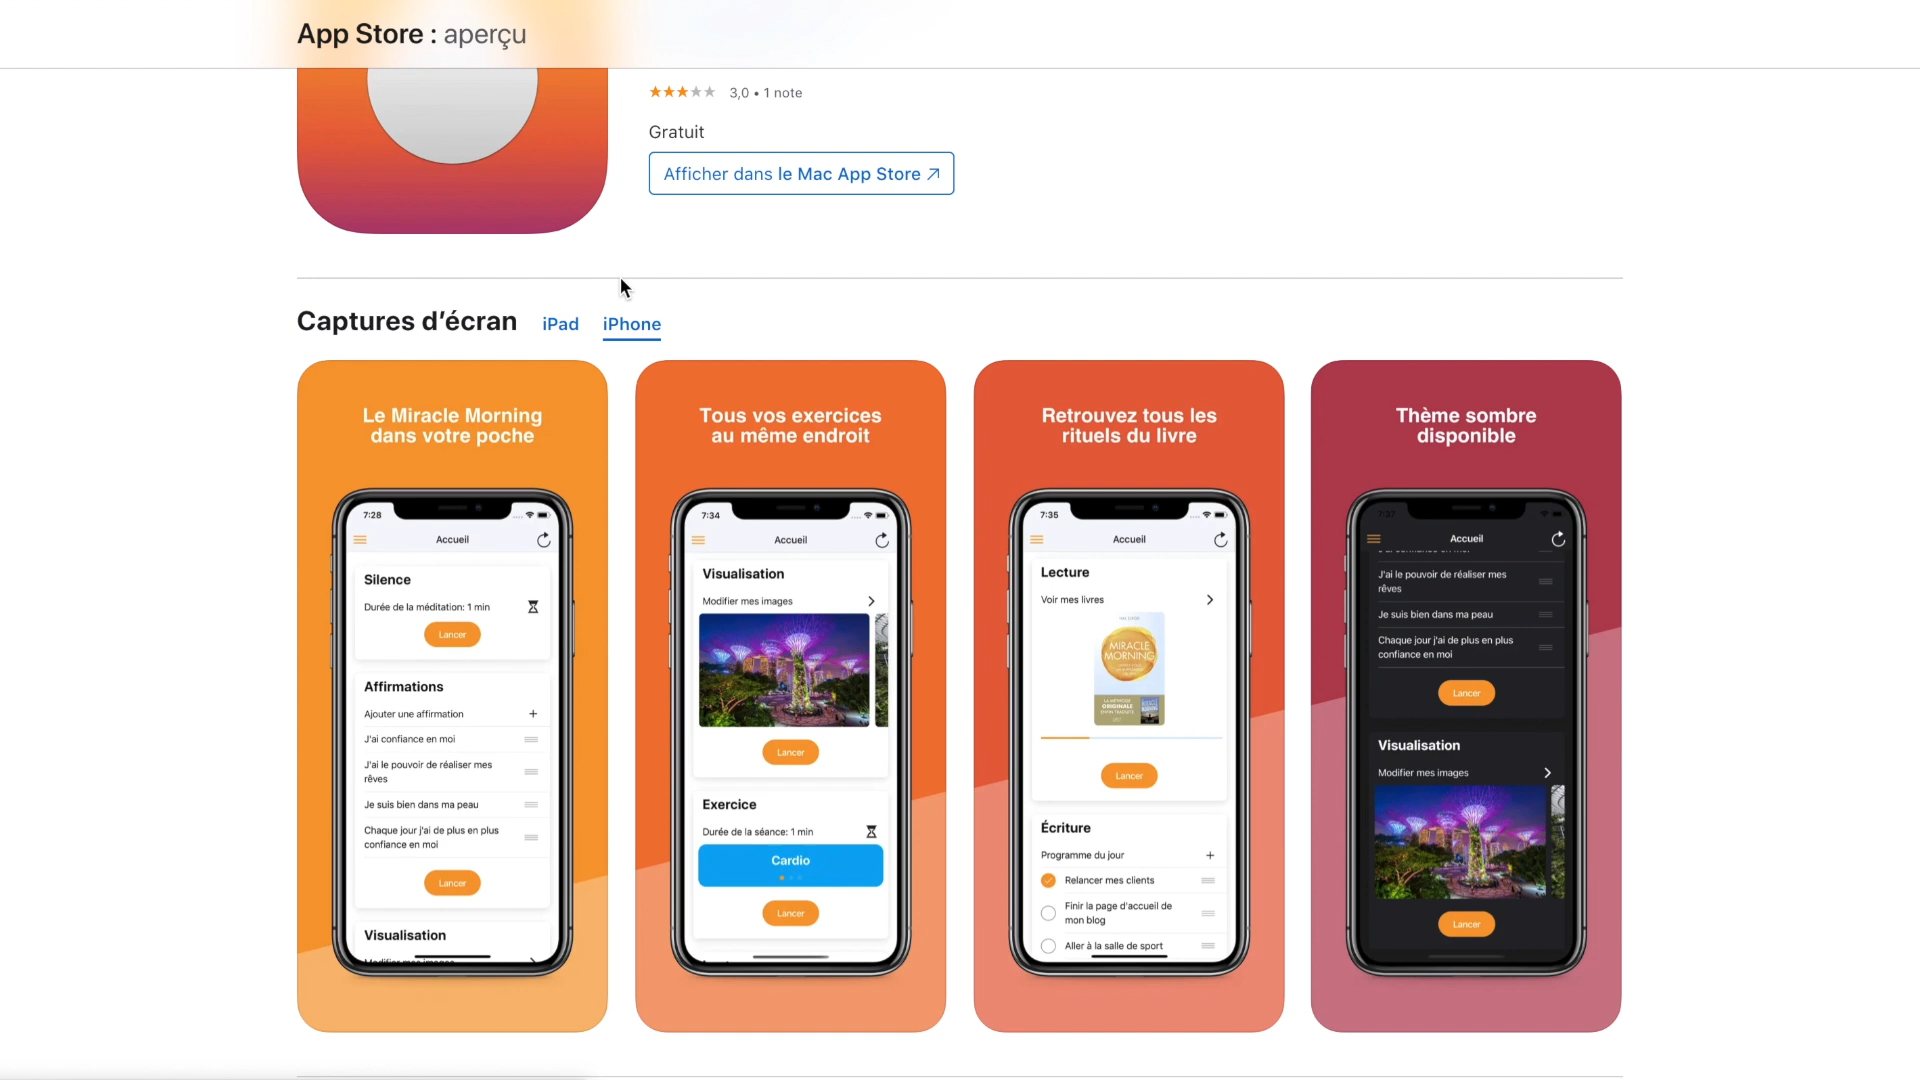 App Store : aperçu
3,0 • 1 note
Gratuit
Afficher dans le Mac App Store
Captures d’écran iPad iPhone
Le Miracle Morning
dans votre poche
7:28
Accueil
Silence
Durée de la méditation: 1 min
Lancer
Affirmations
Ajouter une affirmation
J'ai confiance en moi
J'ai le pouvoir de réaliser mes
rêves
Je suis bien dans ma peau
Chaque jour j'ai de plus en plus
confiance en moi
Lancer
Visualisation
Modifier mes images
Tous vos exercices
au même endroit
7:34
Accueil
Visualisation
Modifier mes images
Lancer
Exercice
Durée de la séance: 1 min
Cardio
Lancer
Retrouvez tous les
rituels du livre
7:35
Accueil
Lecture
Voir mes livres
MIRACLE
MORNING
ORIGINALE
Lancer
Écriture
Programme du jour
Relancer mes clients
Finir la page d'accueil de
mon blog
Aller à la salle de sport
Thème sombre
disponible
7:37
Accueil
J'ai le pouvoir de réaliser mes
rêves
Je suis bien dans ma peau
Chaque jour j'ai de plus en plus
confiance en moi
Lancer
Visualisation
Modifier mes images
Lancer